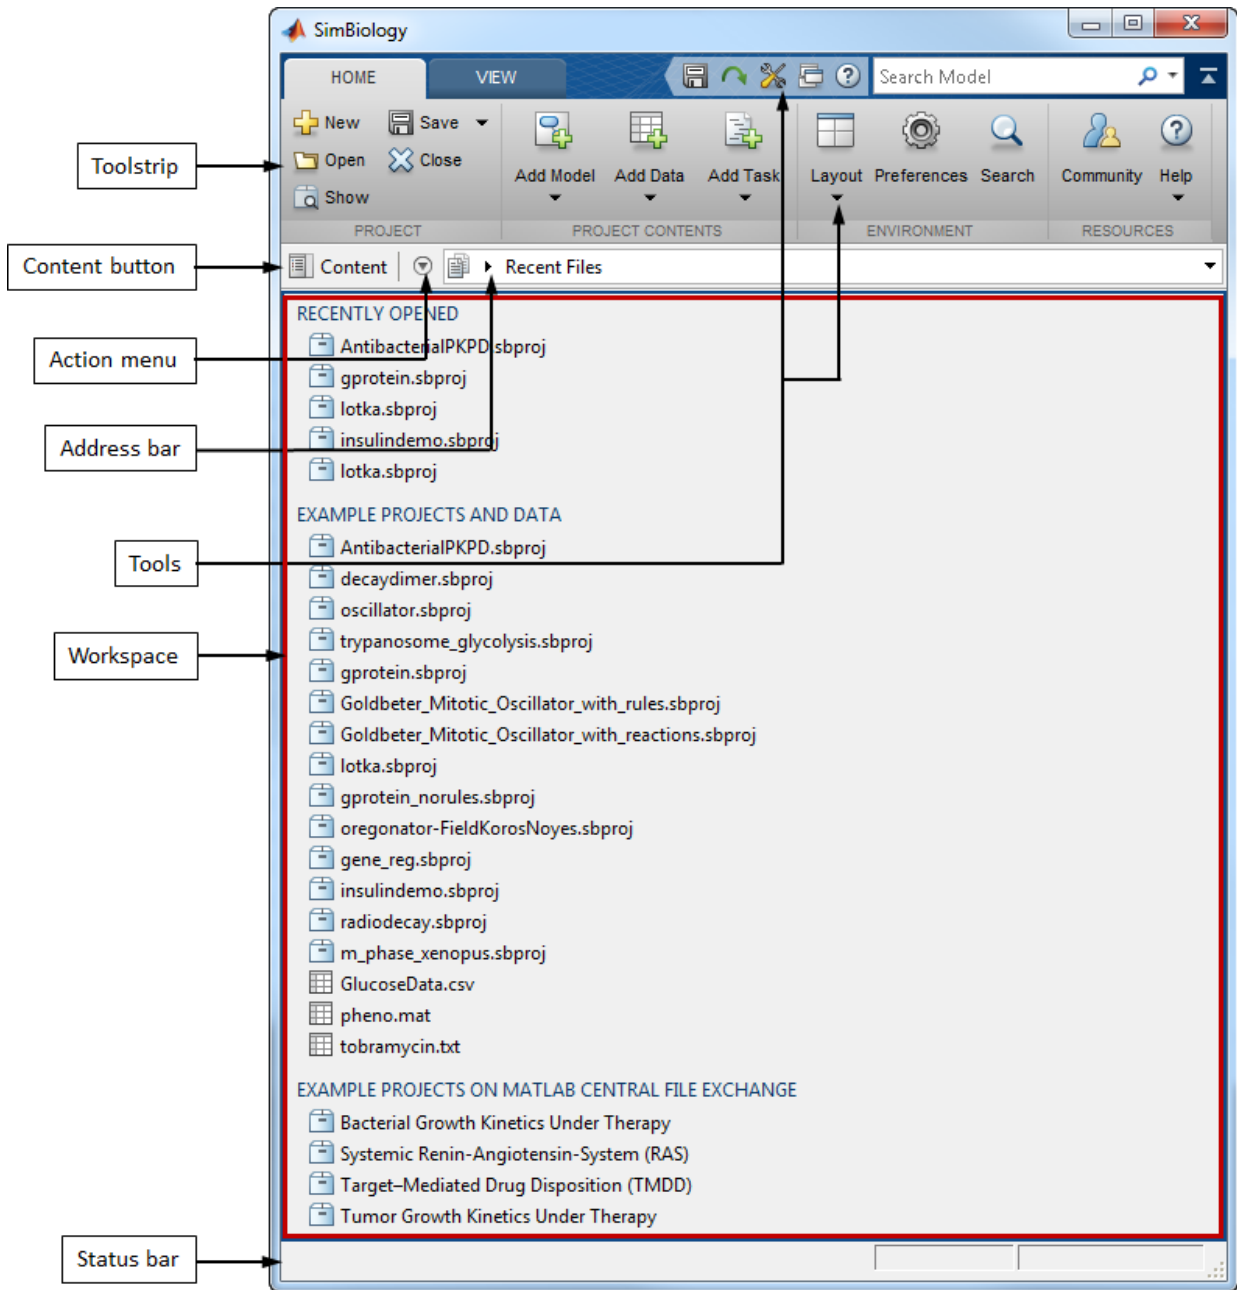 SimBiology
HOME VIEW Search Model
New Save
Open Close
Show
Add Model Add Data Add Task Layout Preferences Search Community Help
PROJECT PROJECT CONTENTS ENVIRONMENT RESOURCES
Toolstrip
Content button
Content Recent Files
RECENTLY OPENED
AntibacterialPKPD.sbproj
Action menu
gprotein.sbproj
lotka.sbproj
Address bar
insulindemo.sbproj
lotka.sbproj
EXAMPLE PROJECTS AND DATA
AntibacterialPKPD.sbproj
Tools
decaydimer.sbproj
oscillator.sbproj
trypanosome_glycolysis.sbproj
Workspace
gprotein.sbproj
Goldbeter_Mitotic_Oscillator_with_rules.sbproj
Goldbeter_Mitotic_Oscillator_with_reactions.sbproj
lotka.sbproj
gprotein_norules.sbproj
oregonator-FieldKorosNoyes.sbproj
gene_reg.sbproj
insulindemo.sbproj
radiodecay.sbproj
m_phase_xenopus.sbproj
GlucoseData.csv
pheno.mat
tobramycin.txt
EXAMPLE PROJECTS ON MATLAB CENTRAL FILE EXCHANGE
Bacterial Growth Kinetics Under Therapy
Systemic Renin-Angiotensin-System (RAS)
Target–Mediated Drug Disposition (TMDD)
Tumor Growth Kinetics Under Therapy
Status bar